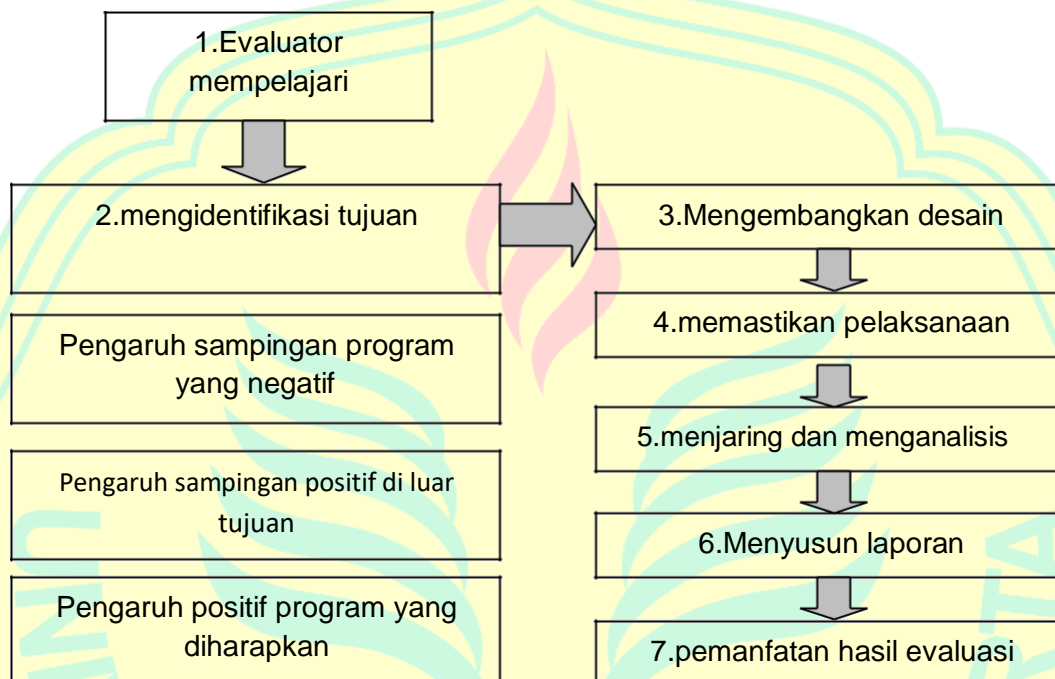 1.Evaluator
mempelajari
2.mengidentifikasi tujuan
Pengaruh sampingan program
yang negatif
Pengaruh sampingan positif di luar
tujuan
Pengaruh positif program yang
diharapkan
3.Mengembangkan desain
4.memastikan pelaksanaan
5.menjaring dan menganalisis
6.Menyusun laporan
7.pemanfatan hasil evaluasi